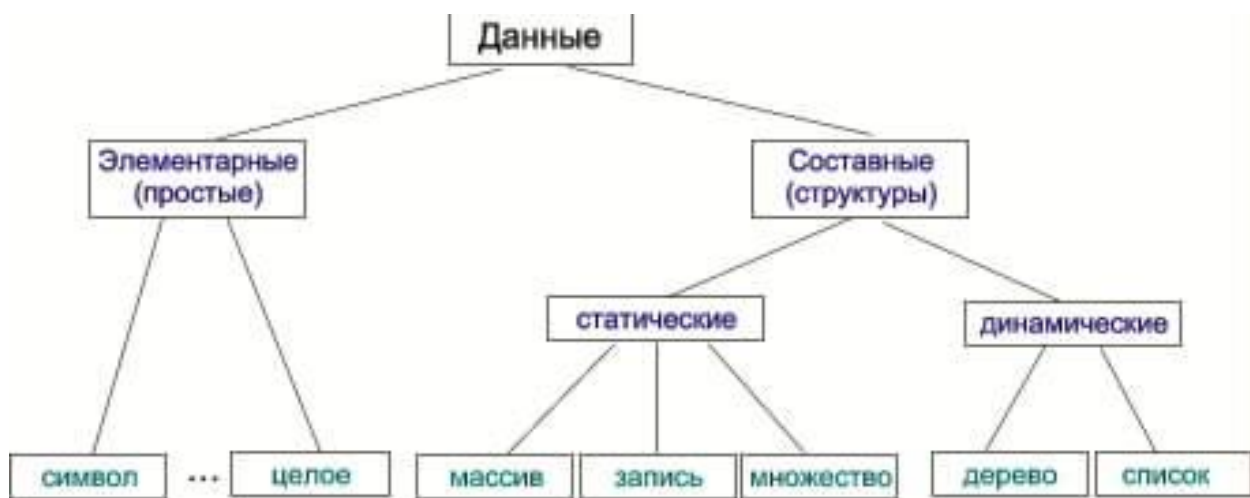 Данные
Элементарные
(простые)
Составные
(структуры)
статические
динамические
символ ... целое массив запись множество дерево список